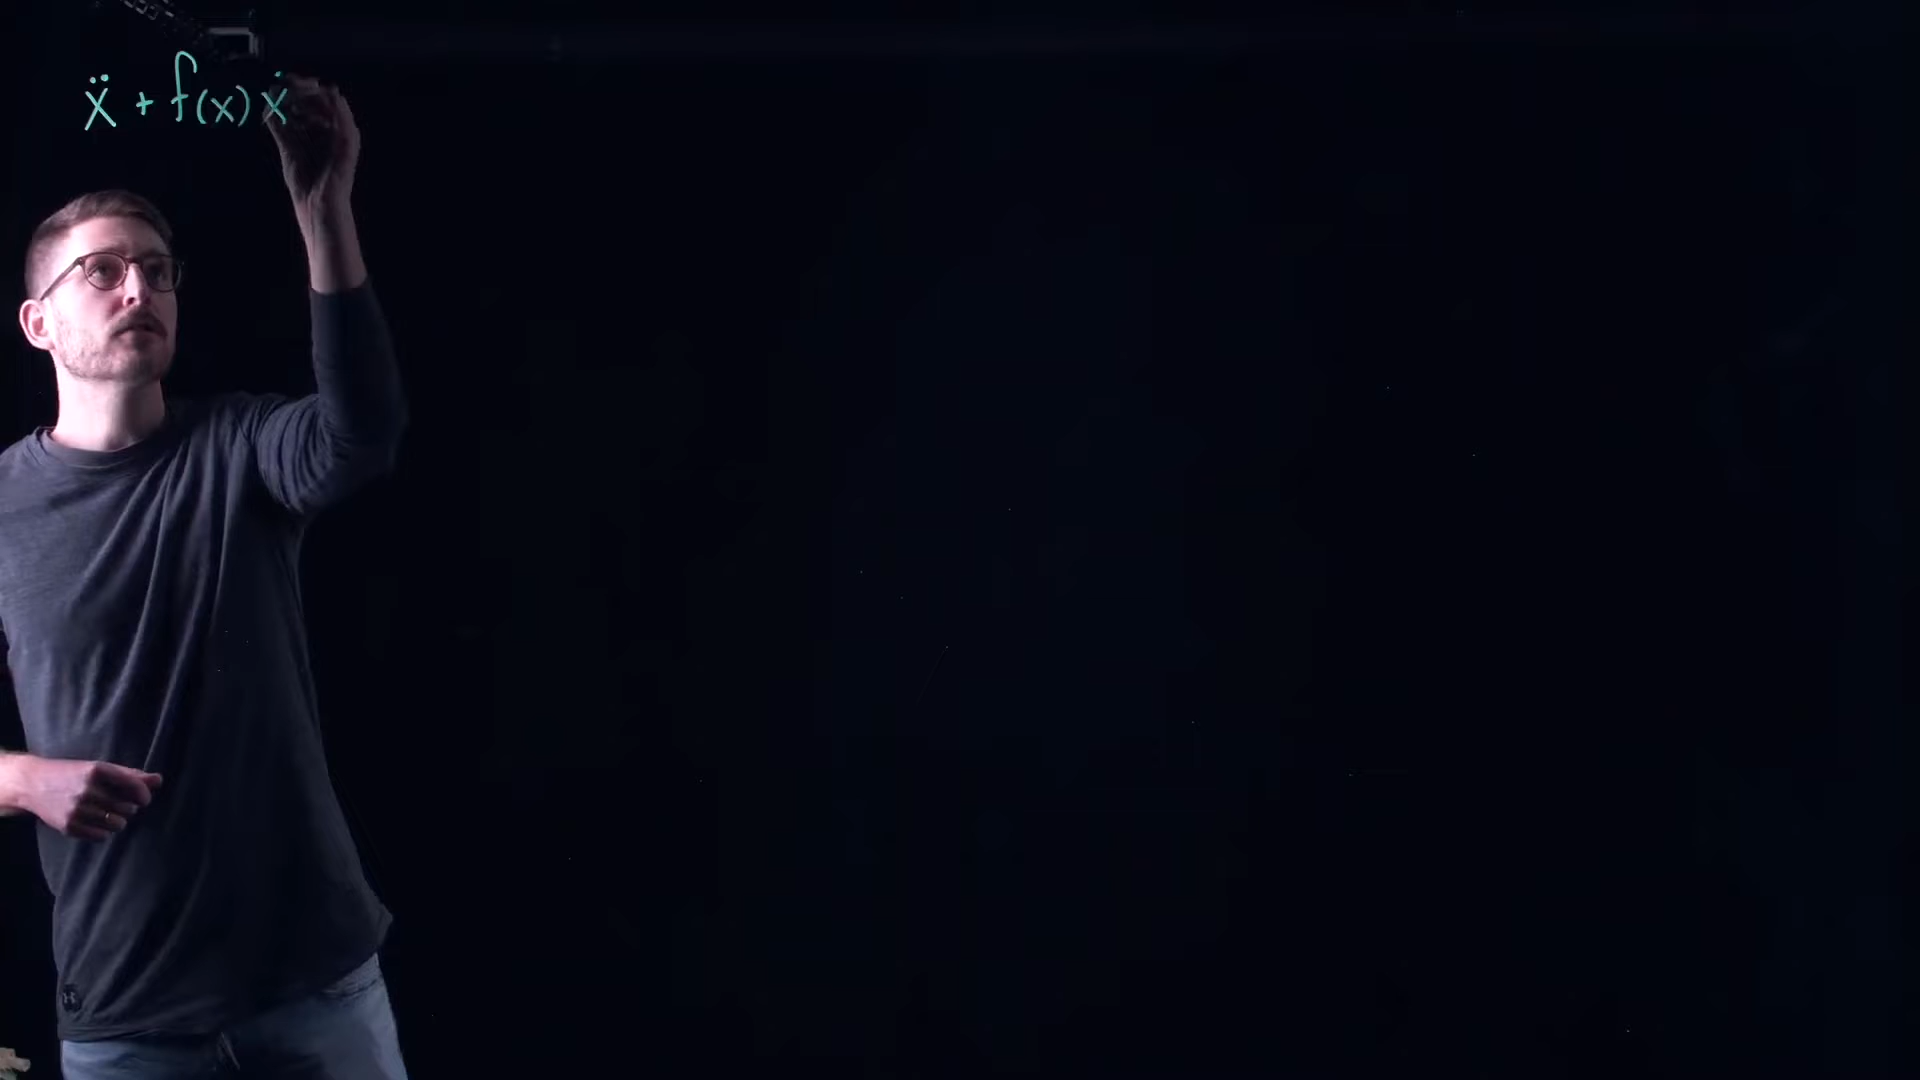 ẍ + f(x) ẋ